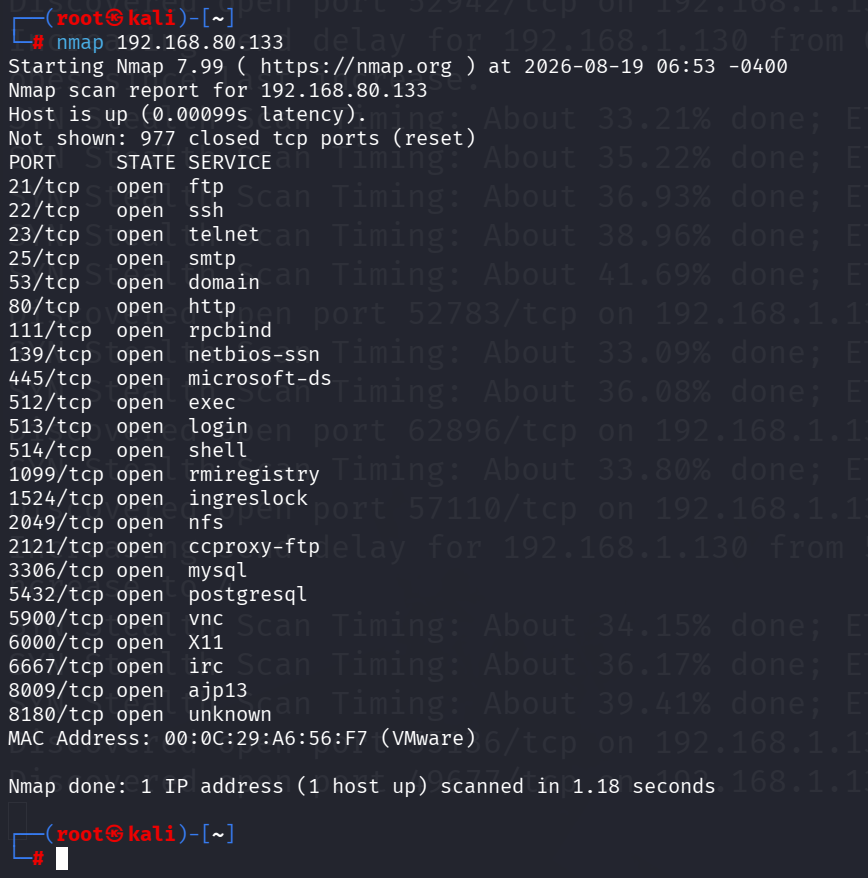 ┌──(root㉿kali)-[~]
└─# nmap 192.168.80.133
Starting Nmap 7.99 ( https://nmap.org ) at 2026-08-19 06:53 -0400
Nmap scan report for 192.168.80.133
Host is up (0.00099s latency).
Not shown: 977 closed tcp ports (reset)
PORT     STATE SERVICE
21/tcp   open  ftp
22/tcp   open  ssh
23/tcp   open  telnet
25/tcp   open  smtp
53/tcp   open  domain
80/tcp   open  http
111/tcp  open  rpcbind
139/tcp  open  netbios-ssn
445/tcp  open  microsoft-ds
512/tcp  open  exec
513/tcp  open  login
514/tcp  open  shell
1099/tcp open  rmiregistry
1524/tcp open  ingreslock
2049/tcp open  nfs
2121/tcp open  ccproxy-ftp
3306/tcp open  mysql
5432/tcp open  postgresql
5900/tcp open  vnc
6000/tcp open  X11
6667/tcp open  irc
8009/tcp open  ajp13
8180/tcp open  unknown
MAC Address: 00:0C:29:A6:56:F7 (VMware)
Nmap done: 1 IP address (1 host up) scanned in 1.18 seconds
┌──(root㉿kali)-[~]
└─#